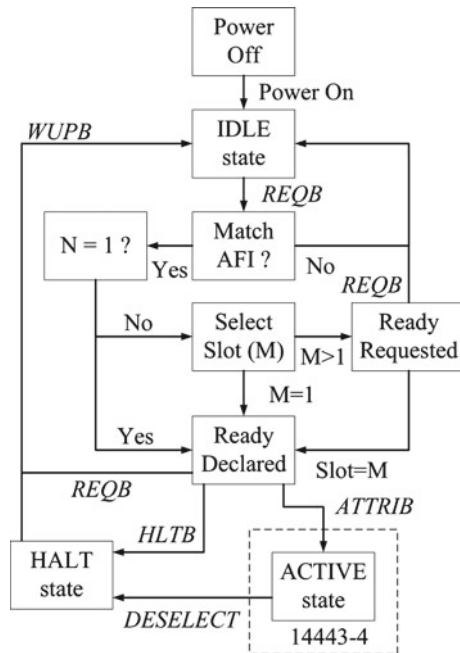 Power
Off
Power On
WUPB
IDLE
state
REQB
N = 1 ?
Match
AFI ?
Yes
No
REQB
No
Select
Slot (M)
M>1
Ready
Requested
M=1
Yes
Ready
Declared
Slot=M
REQB
ATTRIB
HLTB
HALT
state
ACTIVE
state
DESELECT
14443-4